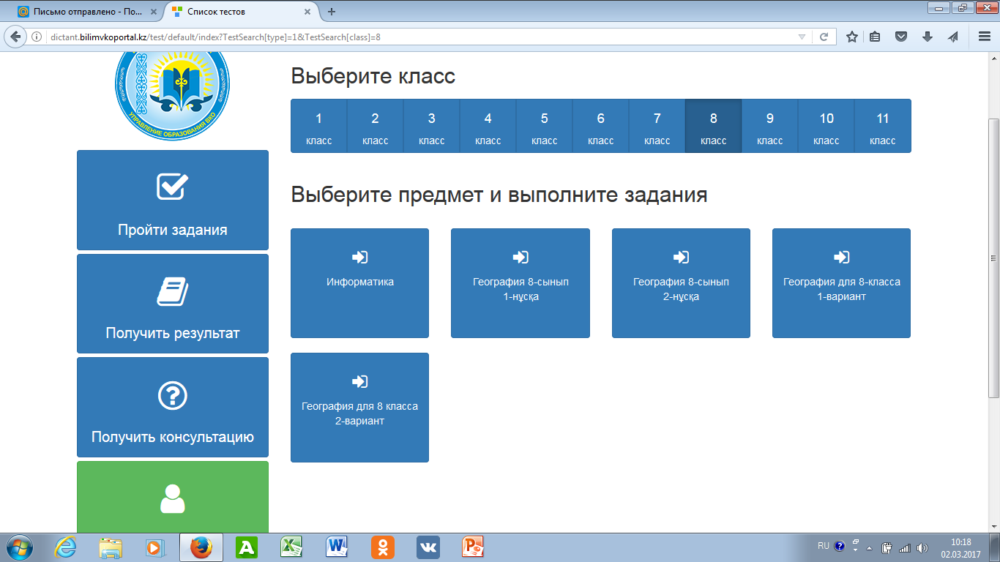 Письмо отправлено - По...
Список тестов
dictant.bilimvkoportal.kz/test/default/index?TestSearch[type]=1&TestSearch[class]=8
УПРАВЛЕНИЕ ОБРАЗОВАНИЯ ВКО
Выберите класс
1 2 3 4 5 6 7 8 9 10 11
класс класс класс класс класс класс класс класс класс класс класс
Выберите предмет и выполните задания
Пройти задания
Получить результат
Получить консультацию
Информатика
География 8-сынып
1-нұсқа
География 8-сынып
2-нұсқа
География для 8-класса
1-вариант
География для 8 класса
2-вариант
RU
10:18
02.03.2017